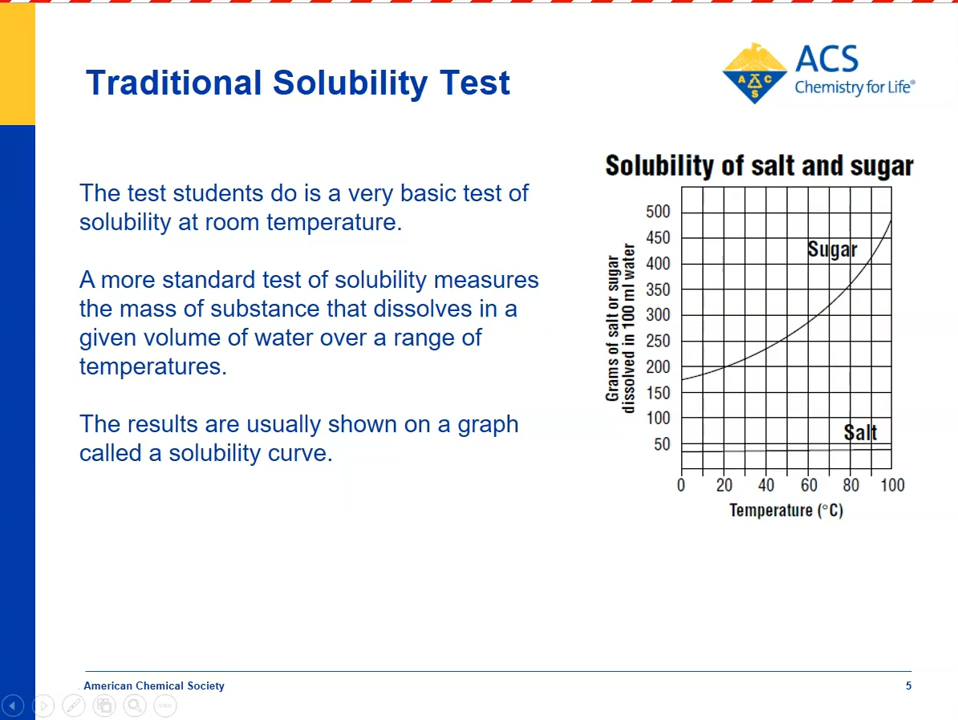 Traditional Solubility Test
A C S
ACS
Chemistry for Life®
The test students do is a very basic test of
solubility at room temperature.
A more standard test of solubility measures
the mass of substance that dissolves in a
given volume of water over a range of
temperatures.
The results are usually shown on a graph
called a solubility curve.
Solubility of salt and sugar
Grams of salt or sugar
dissolved in 100 ml water
500
450
400
350
300
250
200
150
100
50
Sugar
Salt
0 20 40 60 80 100
Temperature (°C)
American Chemical Society
5